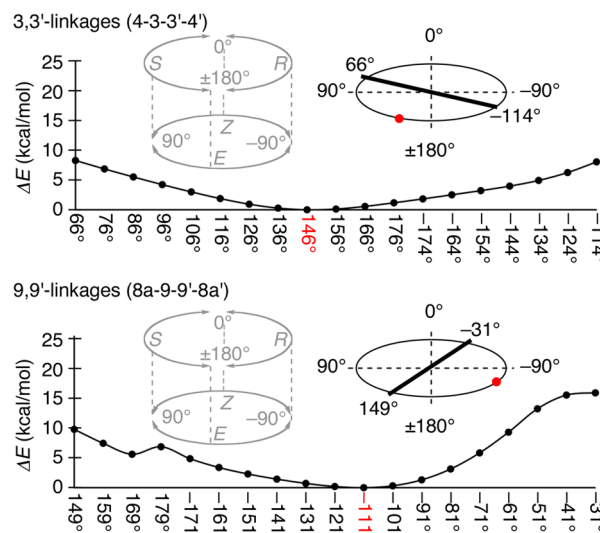 3,3'-linkages (4-3-3'-4')
0°
S
R
±180°
90°
Z
−90°
E
0°
66°
90°
−90°
−114°
±180°
ΔE (kcal/mol)
25
20
15
10
5
0
66° 76° 86° 96° 106° 116° 126° 136° 146° 156° 166° 176° −174° −164° −154° −144° −134° −124° −114°
9,9'-linkages (8a-9-9'-8a')
0°
S
R
±180°
90°
Z
−90°
E
0°
−31°
90°
−90°
149°
±180°
ΔE (kcal/mol)
25
20
15
10
5
0
149° 159° 169° 179° −171 −161 −151 −141 −131 −121 −111 −101 −91° −81° −71° −61° −51° −41° −31°